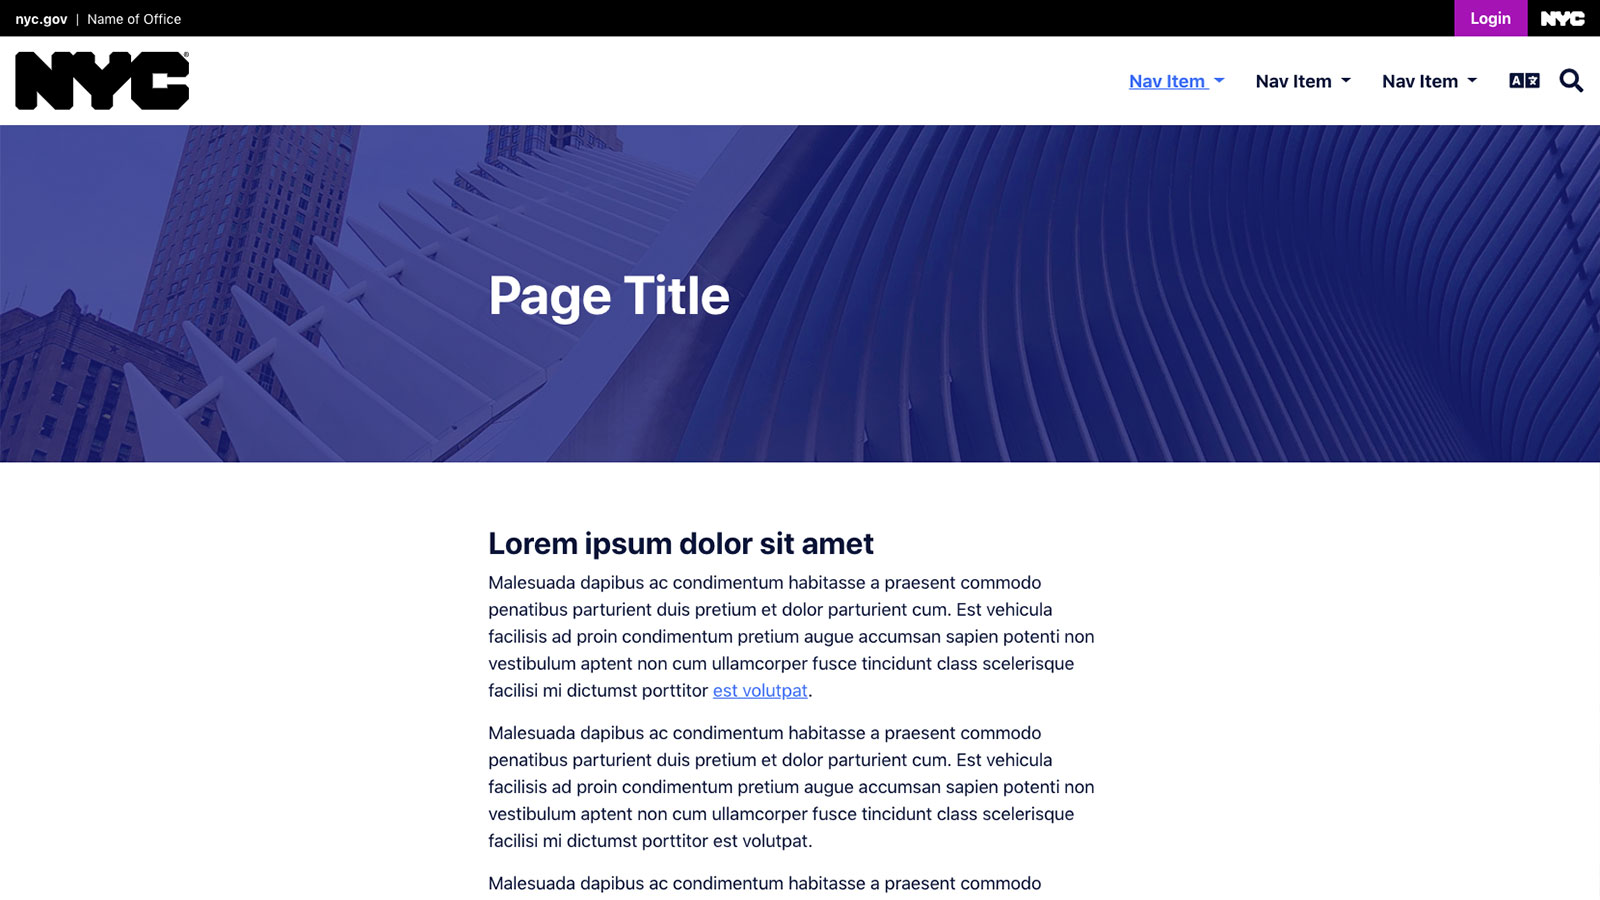 nyc.gov | Name of Office
Login NYC
NYC®
Nav Item Nav Item Nav Item
A文
Page Title
Lorem ipsum dolor sit amet
Malesuada dapibus ac condimentum habitasse a praesent commodo
penatibus parturient duis pretium et dolor parturient cum. Est vehicula
facilisis ad proin condimentum pretium augue accumsan sapien potenti non
vestibulum aptent non cum ullamcorper fusce tincidunt class scelerisque
facilisi mi dictumst porttitor est volutpat.
Malesuada dapibus ac condimentum habitasse a praesent commodo
penatibus parturient duis pretium et dolor parturient cum. Est vehicula
facilisis ad proin condimentum pretium augue accumsan sapien potenti non
vestibulum aptent non cum ullamcorper fusce tincidunt class scelerisque
facilisi mi dictumst porttitor est volutpat.
Malesuada dapibus ac condimentum habitasse a praesent commodo